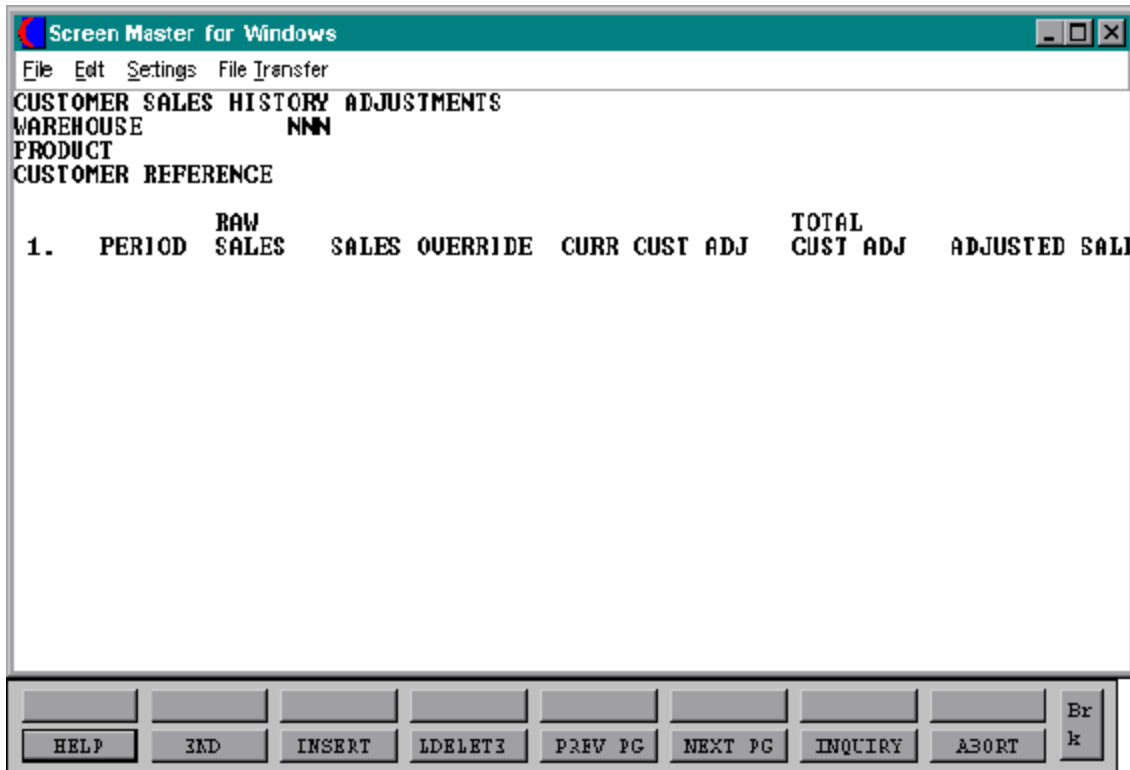 Screen Master for Windows
File Edit Settings File Transfer
CUSTOMER SALES HISTORY ADJUSTMENTS
WAREHOUSE NNN
PRODUCT
CUSTOMER REFERENCE
RAW TOTAL
1. PERIOD SALES SALES OVERRIDE CURR CUST ADJ CUST ADJ ADJUSTED SALE
Br
HELP END INSERT LDELETE PREV PG NEXT PG INQUIRY ABORT k